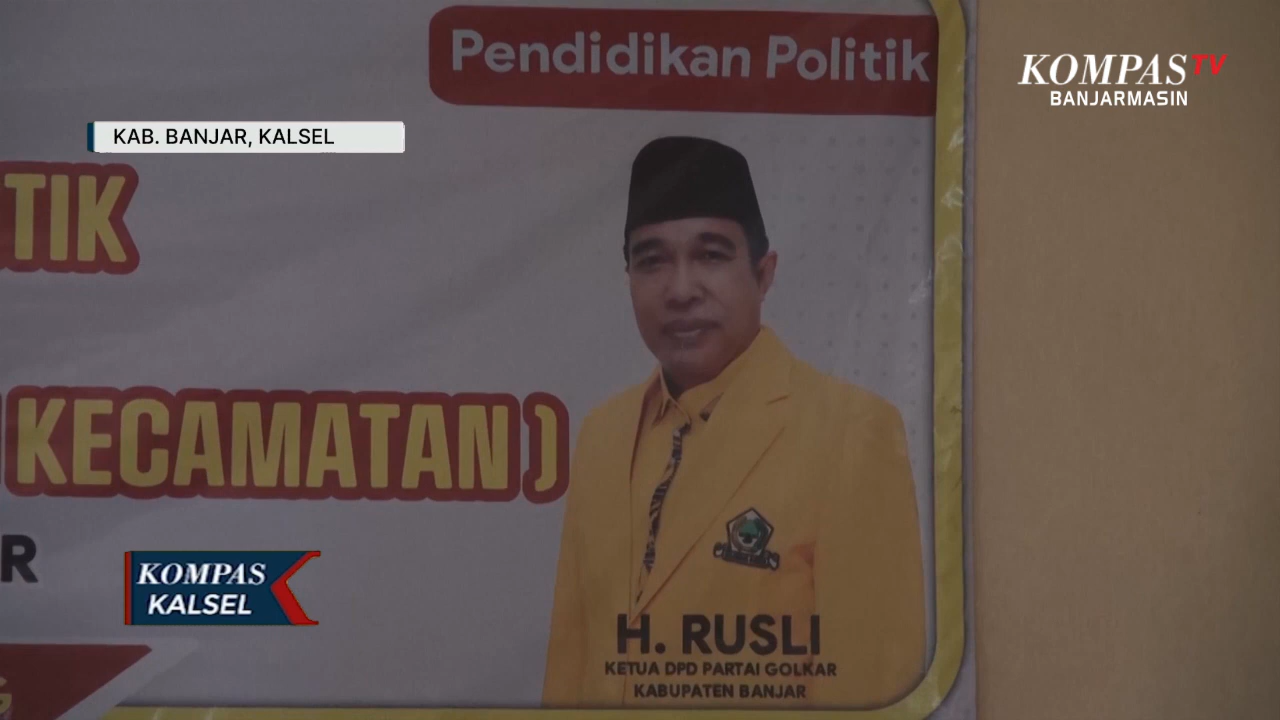 Pendidikan Politik
KOMPAS TV
BANJARMASIN
KAB. BANJAR, KALSEL
TIK
KECAMATAN )
R
KOMPAS
KALSEL
H. RUSLI
KETUA DPD PARTAI GOLKAR
KABUPATEN BANJAR
G